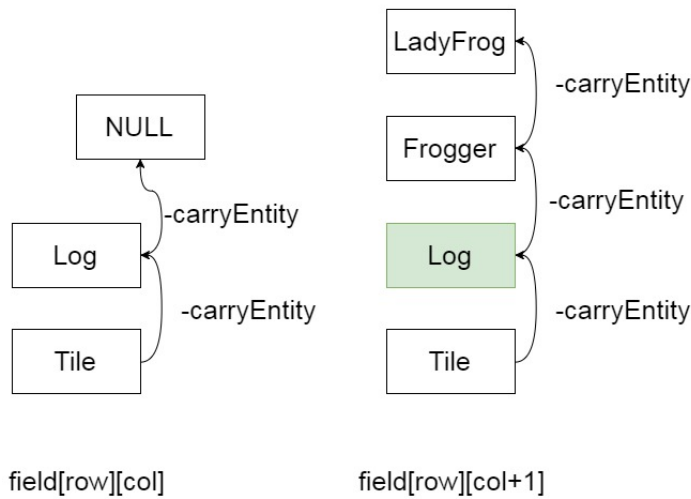 NULL
-carryEntity
Log
-carryEntity
Tile
field[row][col]
LadyFrog
-carryEntity
Frogger
-carryEntity
Log
-carryEntity
Tile
field[row][col+1]